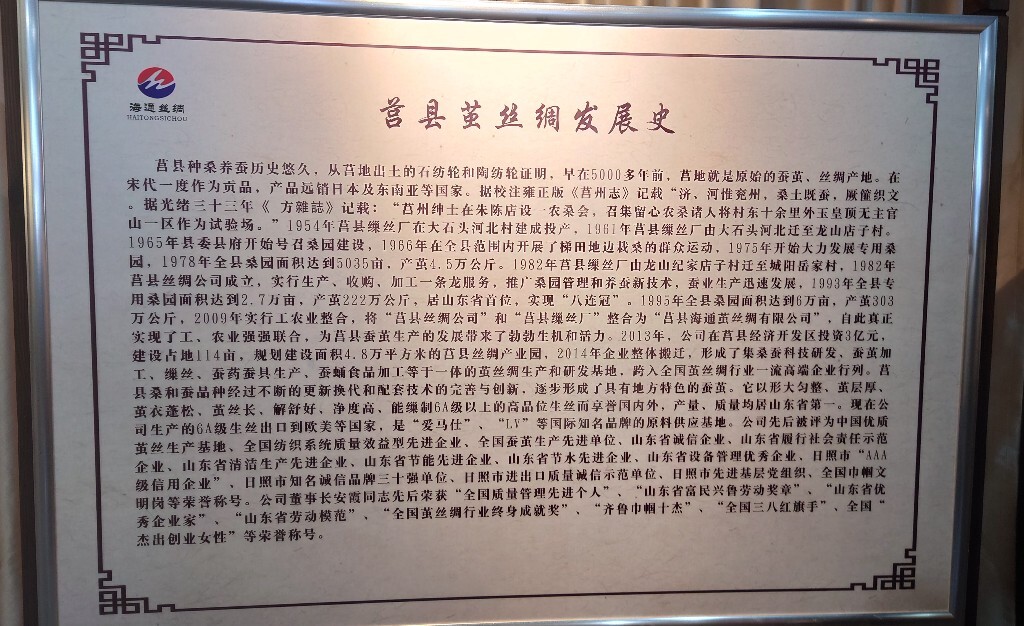 海通丝绸
HAITONGSICHOU
莒县茧丝绸发展史
莒县种桑养蚕历史悠久，从莒地出土的石纺轮和陶纺轮证明，早在5000多年前，莒地就是原始的蚕茧、丝绸产地。在
宋代一度作为贡品，产品远销日本及东南亚等国家。据校注雍正版《莒州志》记载“济、河惟兖州，桑土既蚕，厥篚织文
。据光绪三十三年《 方雜誌》记载：“莒州绅士在朱陈店设一农桑会，召集留心农桑诸人将村东十余里外玉皇顶无主官
山一区作为试验场。”1954年莒县缫丝厂在大石头河北村建成投产，1961年莒县缫丝厂由大石头河北迁至龙山店子村。
1965年县委县府开始号召桑园建设，1966年在全县范围内开展了梯田地边栽桑的群众运动，1975年开始大力发展专用桑
园，1978年全县桑园面积达到5035亩，产茧4.5万公斤。1982年莒县缫丝厂由龙山纪家店子村迁至城阳岳家村，1982年
莒县丝绸公司成立，实行生产、收购、加工一条龙服务，推广桑园管理和养蚕新技术，蚕业生产迅速发展，1993年全县专
用桑园面积达到2.7万亩，产茧222万公斤，居山东省首位，实现“八连冠”。1995年全县桑园面积达到6万亩，产茧303
万公斤，2009年实行工农业整合，将“莒县丝绸公司”和“莒县缫丝厂”整合为“莒县海通茧丝绸有限公司”，自此真正
实现了工、农业强强联合，为莒县蚕茧生产的发展带来了勃勃生机和活力。2013年，公司在莒县经济开发区投资3亿元，
建设占地114亩，规划建设面积4.8万平方米的莒县丝绸产业园，2014年企业整体搬迁，形成了集桑蚕科技研发、蚕茧加
工、缫丝、蚕药蚕具生产、蚕蛹食品加工等于一体的茧丝绸生产和研发基地，跨入全国茧丝绸行业一流高端企业行列。莒
县桑和蚕品种经过不断的更新换代和配套技术的完善与创新，逐步形成了具有地方特色的蚕茧。它以形大匀整、茧层厚、
茧衣蓬松、茧丝长、解舒好、净度高、能缫制6A级以上的高品位生丝而享誉国内外，产量、质量均居山东省第一。现在公
司生产的6A级生丝出口到欧美等国家，是“爱马仕”、“LV”等国际知名品牌的原料供应基地。公司先后被评为中国优质
茧丝生产基地、全国纺织系统质量效益型先进企业、全国蚕茧生产先进单位、山东省诚信企业、山东省履行社会责任示范
企业、山东省清洁生产先进企业、山东省节能先进企业、山东省节水先进企业、山东省设备管理优秀企业、日照市“AAA
级信用企业”、日照市知名诚信品牌三十强单位、日照市进出口质量诚信示范单位、日照市先进基层党组织、全国巾帼文
明岗等荣誉称号。公司董事长安霞同志先后荣获“全国质量管理先进个人”、“山东省富民兴鲁劳动奖章”、“山东省优
秀企业家”、“山东省劳动模范”、“全国茧丝绸行业终身成就奖”、“齐鲁巾帼十杰”、“全国三八红旗手”、全国“
杰出创业女性”等荣誉称号。